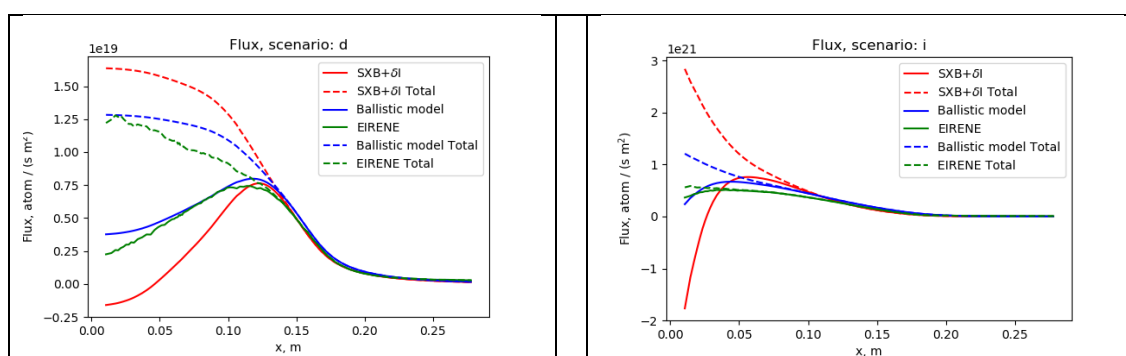 Flux, scenario: d
1e19
Flux, atom / (s m²)
1.50
1.25
1.00
0.75
0.50
0.25
0.00
−0.25
SXB+δI
SXB+δI Total
Ballistic model
EIRENE
Ballistic model Total
EIRENE Total
0.00 0.05 0.10 0.15 0.20 0.25
x, m
Flux, scenario: i
1e21
Flux, atom / (s m²)
3
2
1
0
−1
−2
SXB+δI
SXB+δI Total
Ballistic model
EIRENE
Ballistic model Total
EIRENE Total
0.00 0.05 0.10 0.15 0.20 0.25
x, m